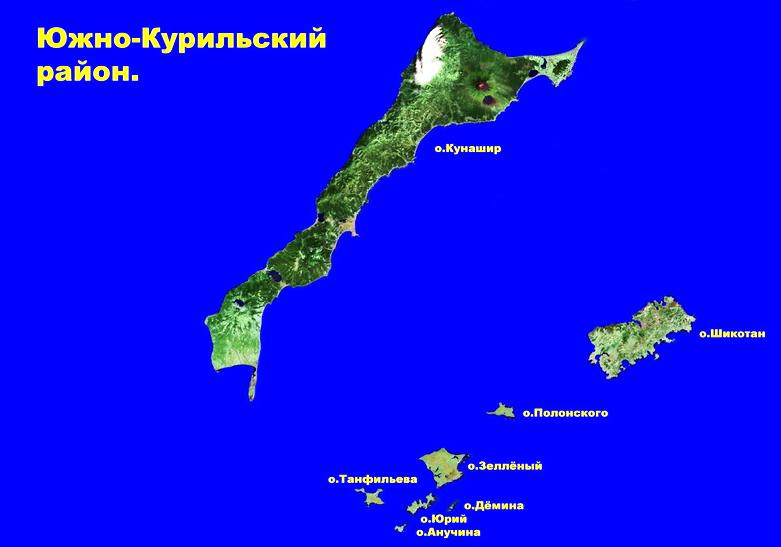 Южно-Курильский
район.
о.Кунашир
о.Шикотан
о.Полонского
о.Зеллёный
о.Танфильева
о.Дёмина
о.Юрий
о.Анучина